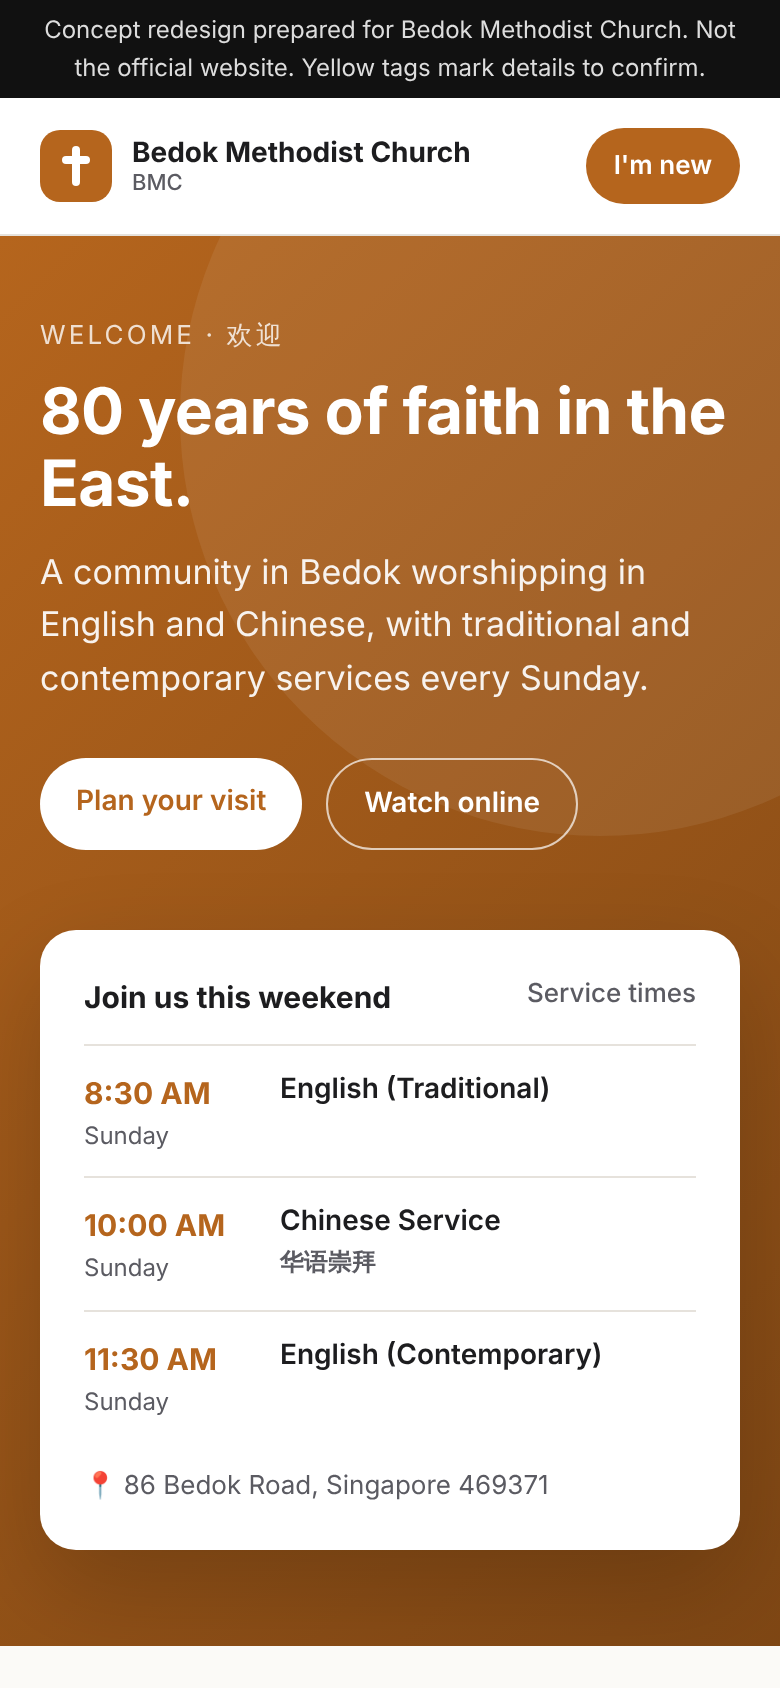 Concept redesign prepared for Bedok Methodist Church. Not
the official website. Yellow tags mark details to confirm.
Bedok Methodist Church
BMC
I'm new
WELCOME · 欢迎
80 years of faith in the
East.
A community in Bedok worshipping in
English and Chinese, with traditional and
contemporary services every Sunday.
Plan your visit
Watch online
Join us this weekend
Service times
8:30 AM
English (Traditional)
Sunday
10:00 AM
Chinese Service
Sunday
华语崇拜
11:30 AM
English (Contemporary)
Sunday
86 Bedok Road, Singapore 469371